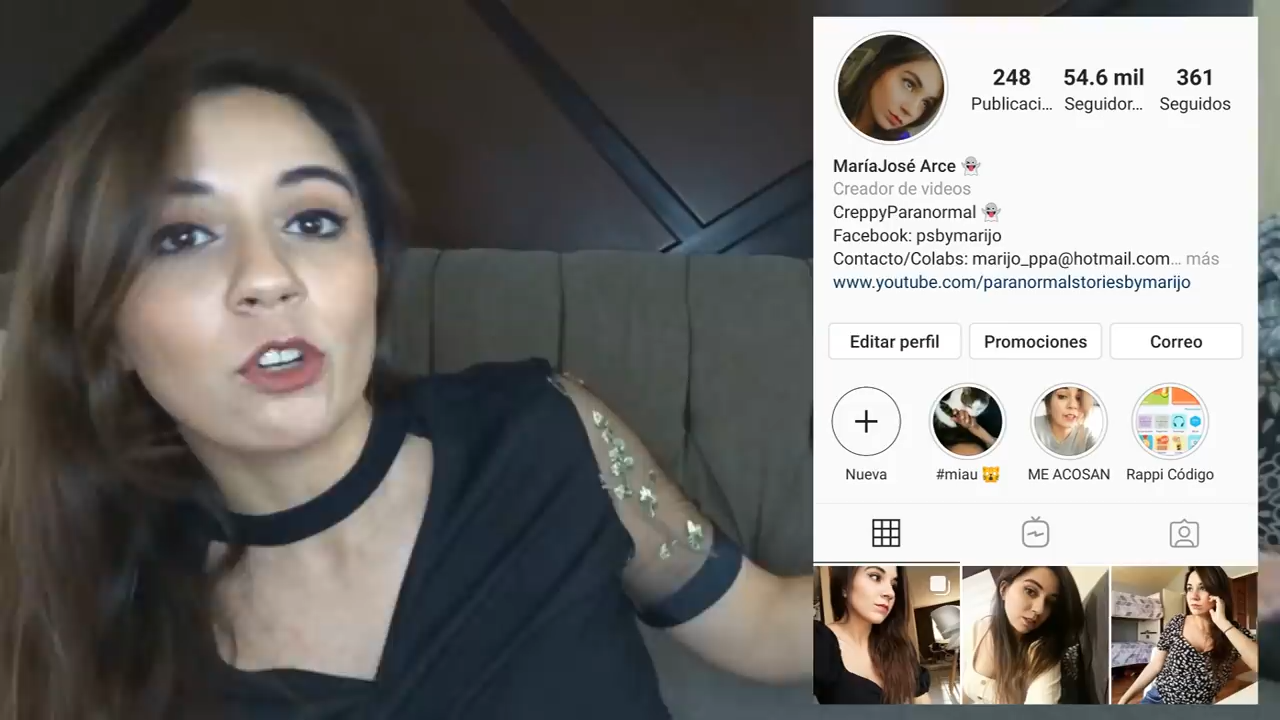 248 54.6 mil 361
Publicaci... Seguidor... Seguidos
MaríaJosé Arce 👻
Creador de videos
CreppyParanormal 👻
Facebook: psbymarijo
Contacto/Colabs: marijo_ppa@hotmail.com... más
www.youtube.com/paranormalstoriesbymarijo
Editar perfil Promociones Correo
Nueva #miau 🐱 ME ACOSAN Rappi Código